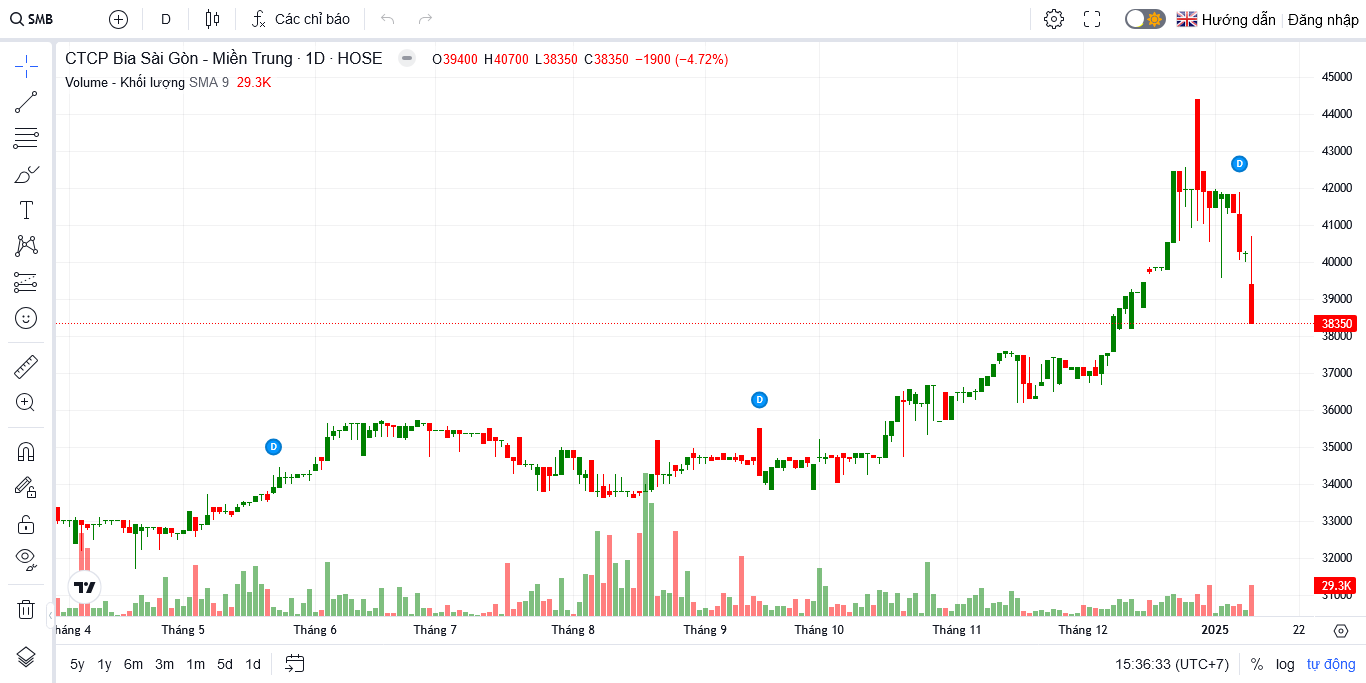 SMB D Các chỉ báo Hướng dẫn Đăng nhập
CTCP Bia Sài Gòn - Miền Trung · 1D · HOSE O39400 H40700 L38350 C38350 −1900 (−4.72%)
Volume - Khối lượng SMA 9 29.3K
45000
44000
43000
D
42000
41000
40000
39000
38350
38000
37000
D
36000
D
35000
34000
33000
32000
29.3K
31000
háng 4 Tháng 5 Tháng 6 Tháng 7 Tháng 8 Tháng 9 Tháng 10 Tháng 11 Tháng 12 2025 22
5y 1y 6m 3m 1m 5d 1d 15:36:33 (UTC+7) % log tự động